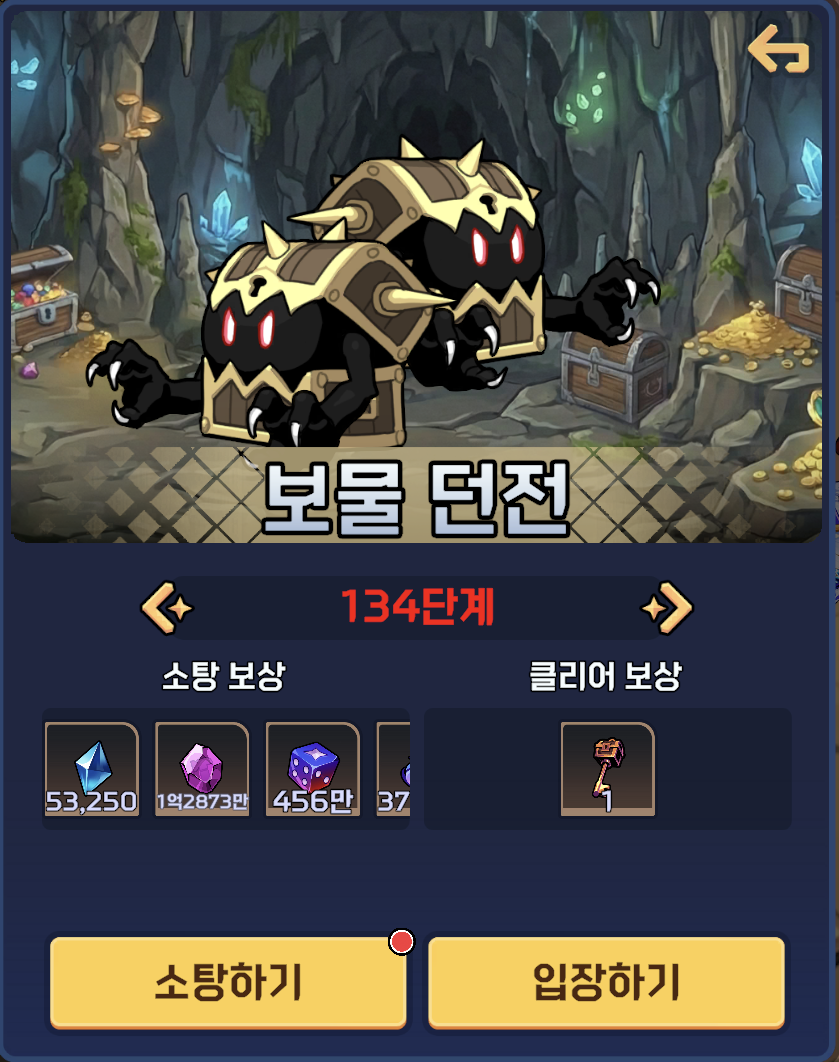 보물 던전
134단계
소탕 보상
클리어 보상
53,250
1억2873만
456만
37
1
소탕하기
입장하기